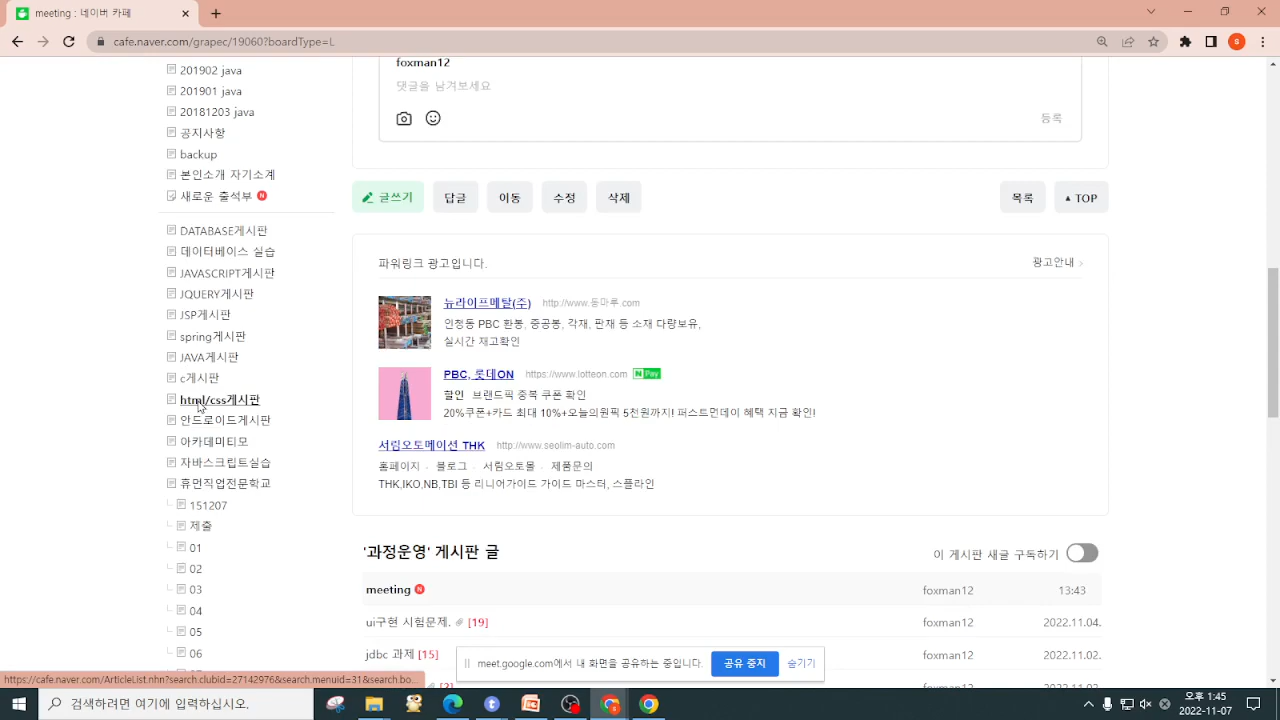 meeting : 네이버 카페
cafe.naver.com/grapec/19060?boardType=L
s
201902 java
201901 java
20181203 java
공지사항
backup
본인소개 자기소계
새로운 출석부 N
DATABASE게시판
데이터베이스 실습
JAVASCRIPT게시판
JQUERY게시판
JSP게시판
spring게시판
JAVA게시판
c게시판
html/css게시판
안드로이드게시판
아카데미티모
자바스크립트실습
휴먼직업전문학교
151207
제출
01
02
03
04
05
06
foxman12
댓글을 남겨보세요
등록
글쓰기 답글 이동 수정 삭제 목록 ▲ TOP
파워링크 광고입니다. 광고안내 >
뉴라이프메탈(주) http://www.동마루.com
인청동 PBC 환봉, 중공봉, 각재, 판재 등 소재 다량보유,
실시간 재고확인
PBC, 롯데ON https://www.lotteon.com N Pay
할인 브랜드픽 중복 쿠폰 확인
20%쿠폰+카드 최대 10%+오늘의원픽 5천원까지! 퍼스트먼데이 혜택 지금 확인!
서림오토메이션 THK http://www.seolim-auto.com
홈페이지 · 블로그 · 서림오토몰 · 제품문의
THK,IKO,NB,TBI 등 리니어가이드 가이드 마스터, 스플라인
'과정운영' 게시판 글 이 게시판 새글 구독하기
meeting N foxman12 13:43
ui구현 시험문제. [19] foxman12 2022.11.04.
jdbc 과제 [15] foxman12 2022.11.02.
meet.google.com에서 내 화면을 공유하는 중입니다. 공유 중지 숨기기
https://cafe.naver.com/ArticleList.nhn?search.clubid=27142976&search.menuid=31&search.bo...
검색하려면 여기에 입력하십시오.
오후 1:45
2022-11-07